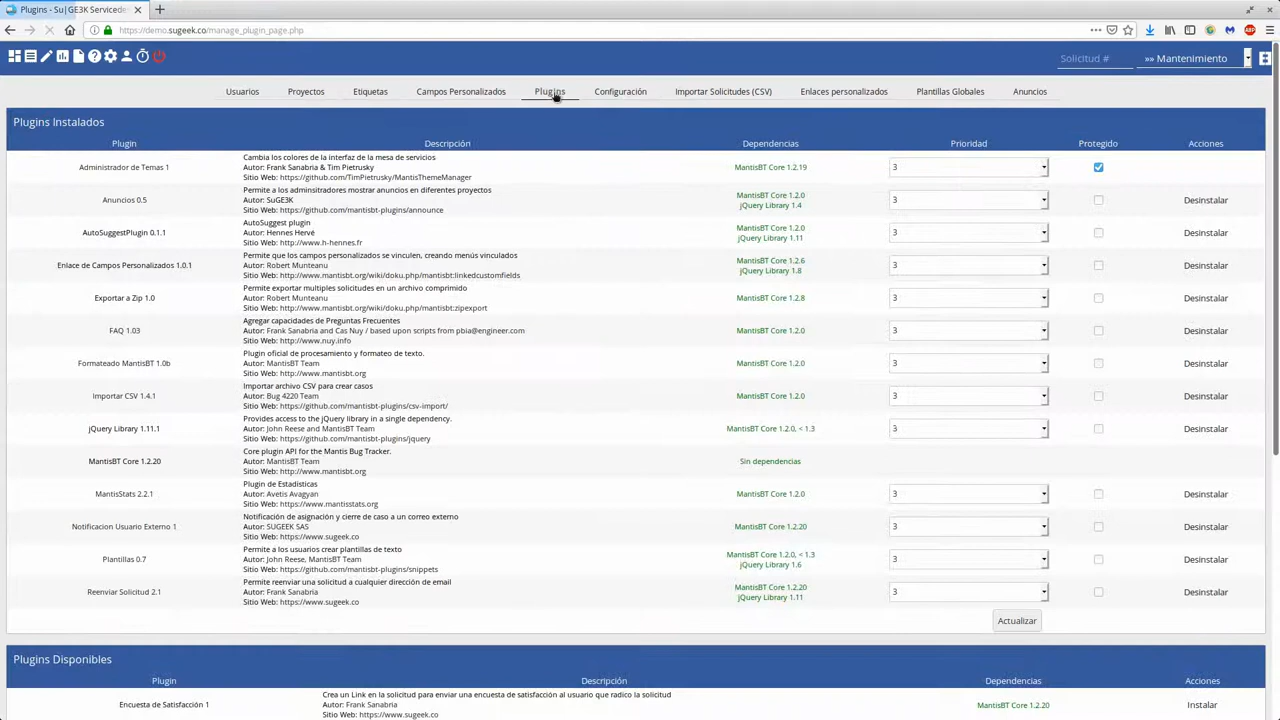 Plugins - Su|GE3K Servicedes
https://demo.sugeek.co/manage_plugin_page.php
Solicitud #
»» Mantenimiento
Usuarios Proyectos Etiquetas Campos Personalizados Plugins Configuración Importar Solicitudes (CSV) Enlaces personalizados Plantillas Globales Anuncios
Plugins Instalados
Plugin Descripción Dependencias Prioridad Protegido Acciones
Administrador de Temas 1
Cambia los colores de la interfaz de la mesa de servicios
Autor: Frank Sanabria & Tim Pietrusky
Sitio Web: https://github.com/TimPietrusky/MantisThemeManager
MantisBT Core 1.2.19
3
Anuncios 0.5
Permite a los adminsitradores mostrar anuncios en diferentes proyectos
Autor: SuGE3K
Sitio Web: https://github.com/mantisbt-plugins/announce
MantisBT Core 1.2.0
jQuery Library 1.4
3
Desinstalar
AutoSuggestPlugin 0.1.1
AutoSuggest plugin
Autor: Hennes Hervé
Sitio Web: http://www.h-hennes.fr
MantisBT Core 1.2.0
jQuery Library 1.11
3
Desinstalar
Enlace de Campos Personalizados 1.0.1
Permite que los campos personalizados se vinculen, creando menús vinculados
Autor: Robert Munteanu
Sitio Web: http://www.mantisbt.org/wiki/doku.php/mantisbt:linkedcustomfields
MantisBT Core 1.2.6
jQuery Library 1.8
3
Desinstalar
Exportar a Zip 1.0
Permite exportar multiples solicitudes en un archivo comprimido
Autor: Robert Munteanu
Sitio Web: http://www.mantisbt.org/wiki/doku.php/mantisbt:zipexport
MantisBT Core 1.2.8
3
Desinstalar
FAQ 1.03
Agregar capacidades de Preguntas Frecuentes
Autor: Frank Sanabria and Cas Nuy / based upon scripts from pbia@engineer.com
Sitio Web: http://www.nuy.info
MantisBT Core 1.2.0
3
Desinstalar
Formateado MantisBT 1.0b
Plugin oficial de procesamiento y formateo de texto.
Autor: MantisBT Team
Sitio Web: http://www.mantisbt.org
MantisBT Core 1.2.0
3
Desinstalar
Importar CSV 1.4.1
Importar archivo CSV para crear casos
Autor: Bug 4220 Team
Sitio Web: https://github.com/mantisbt-plugins/csv-import/
MantisBT Core 1.2.0
3
Desinstalar
jQuery Library 1.11.1
Provides access to the jQuery library in a single dependency.
Autor: John Reese and MantisBT Team
Sitio Web: https://github.com/mantisbt-plugins/jquery
MantisBT Core 1.2.0, < 1.3
3
Desinstalar
MantisBT Core 1.2.20
Core plugin API for the Mantis Bug Tracker.
Autor: MantisBT Team
Sitio Web: http://www.mantisbt.org
Sin dependencias
MantisStats 2.2.1
Plugin de Estadísticas
Autor: Avetis Avagyan
Sitio Web: https://www.mantisstats.org
MantisBT Core 1.2.0
3
Desinstalar
Notificacion Usuario Externo 1
Notificación de asignación y cierre de caso a un correo externo
Autor: SUGEEK SAS
Sitio Web: https://www.sugeek.co
MantisBT Core 1.2.20
3
Desinstalar
Plantillas 0.7
Permite a los usuarios crear plantillas de texto
Autor: John Reese, MantisBT Team
Sitio Web: https://github.com/mantisbt-plugins/snippets
MantisBT Core 1.2.0, < 1.3
jQuery Library 1.6
3
Desinstalar
Reenviar Solicitud 2.1
Permite reenviar una solicitud a cualquier dirección de email
Autor: Frank Sanabria
Sitio Web: https://www.sugeek.co
MantisBT Core 1.2.20
jQuery Library 1.11
3
Desinstalar
Actualizar
Plugins Disponibles
Plugin Descripción Dependencias Acciones
Encuesta de Satisfacción 1
Crea un Link en la solicitud para enviar una encuesta de satisfacción al usuario que radico la solicitud
Autor: Frank Sanabria
Sitio Web: https://www.sugeek.co
MantisBT Core 1.2.20
Instalar